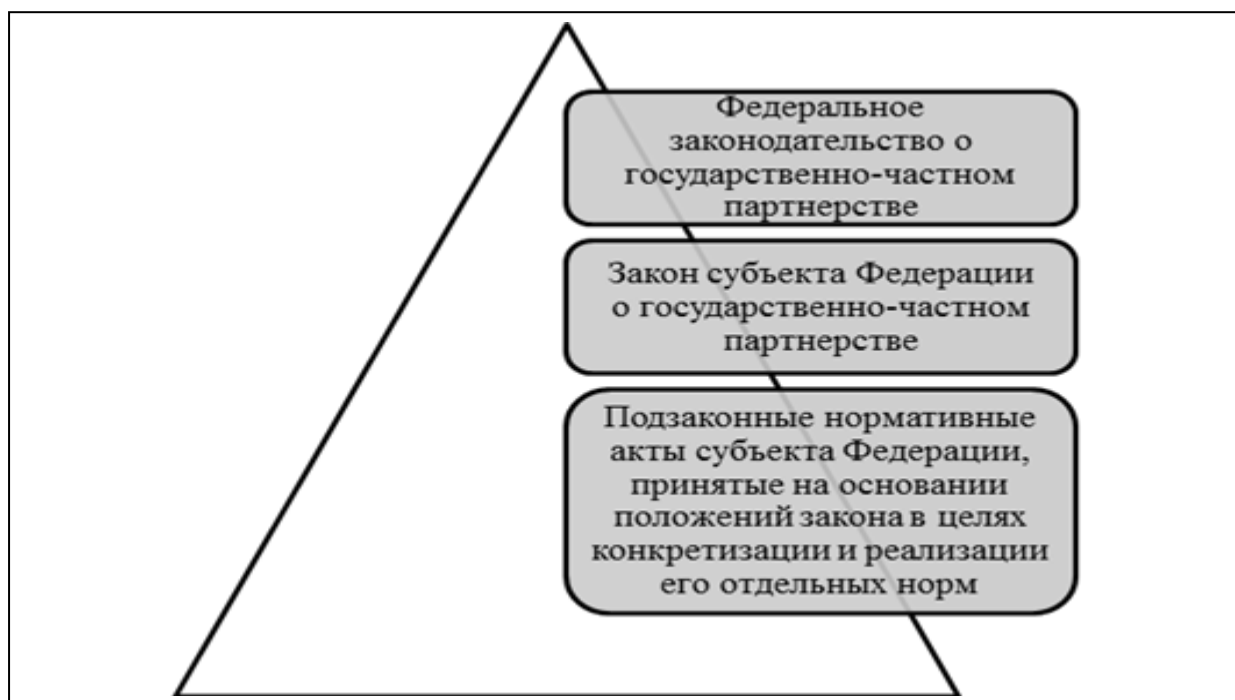 Федеральное
законодательство о
государственно-частном
партнерстве
Закон субъекта Федерации
о государственно-частном
партнерстве
Подзаконные нормативные
акты субъекта Федерации,
принятые на основании
положений закона в целях
конкретизации и реализации
его отдельных норм